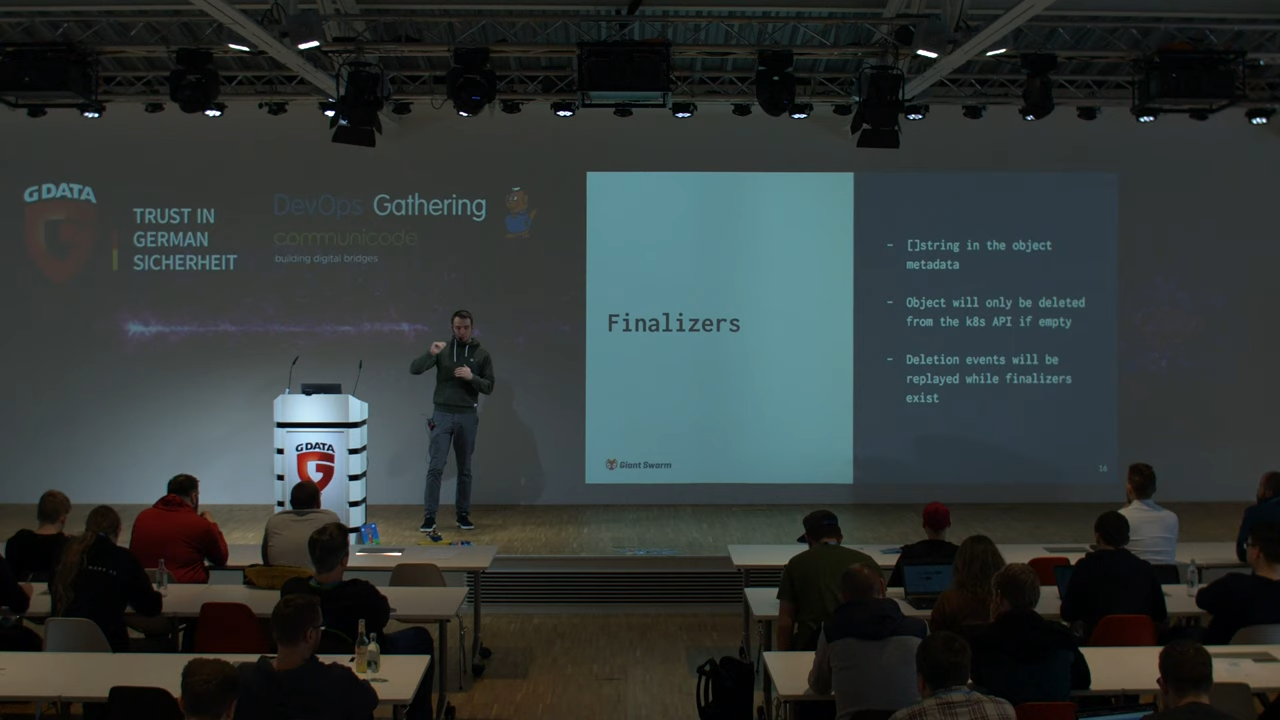 G DATA
TRUST IN
GERMAN
SICHERHEIT
DevOps Gathering
communicode
building digital bridges
Finalizers
Giant Swarm
- []string in the object
metadata
- Object will only be deleted
from the k8s API if empty
- Deletion events will be
replayed while finalizers
exist
16
G DATA